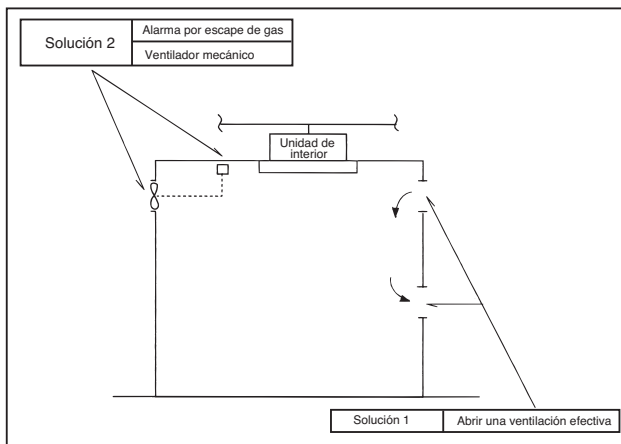 Solución 2
Alarma por escape de gas
Ventilador mecánico
Unidad de
interior
Solución 1
Abrir una ventilación efectiva